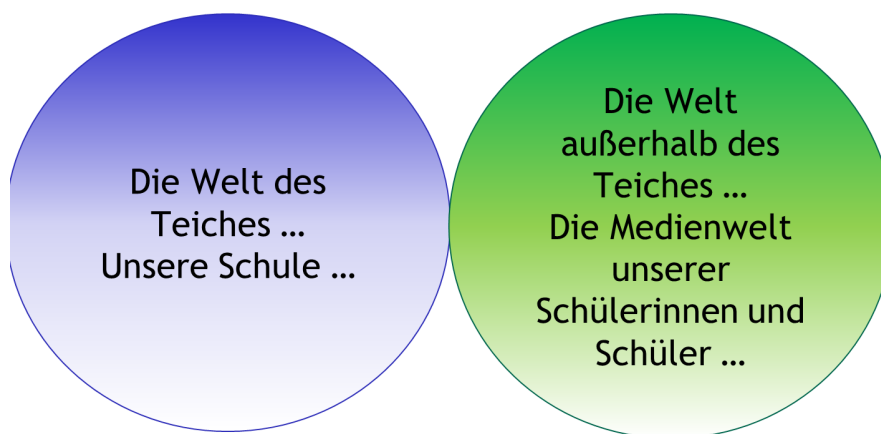 Die Welt des
Teiches ...
Unsere Schule ...
Die Welt
außerhalb des
Teiches ...
Die Medienwelt
unserer
Schülerinnen und
Schüler ...